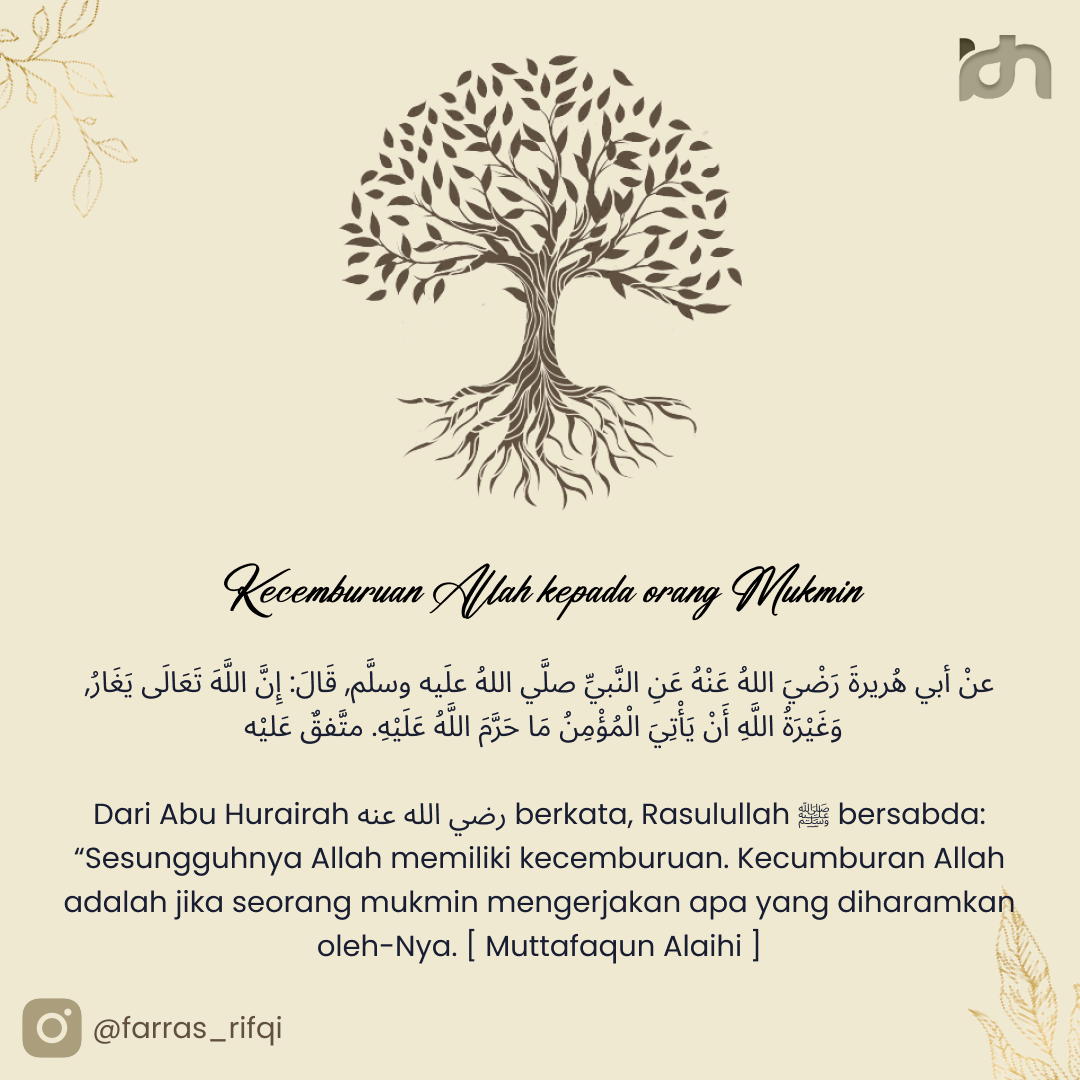 Kecemburuan Allah kepada orang Mukmin
عنْ أبي هُريرةَ رَضْيَ اللهُ عَنْهُ عَنِ النَّبيِّ صلَّي اللهُ علَيه وسلَّم, قَالَ: إِنَّ اللَّهَ تَعَالَى يَغَارُ,
وَغَيْرَةُ اللَّهِ أَنْ يَأْتِيَ الْمُؤْمِنُ مَا حَرَّمَ اللَّهُ عَلَيْهِ. متَّفقٌ عَليْه
Dari Abu Hurairah رضي الله عنه berkata, Rasulullah ﷺ bersabda:
“Sesungguhnya Allah memiliki kecemburuan. Kecumburan Allah
adalah jika seorang mukmin mengerjakan apa yang diharamkan
oleh-Nya. [ Muttafaqun Alaihi ]
@farras_rifqi